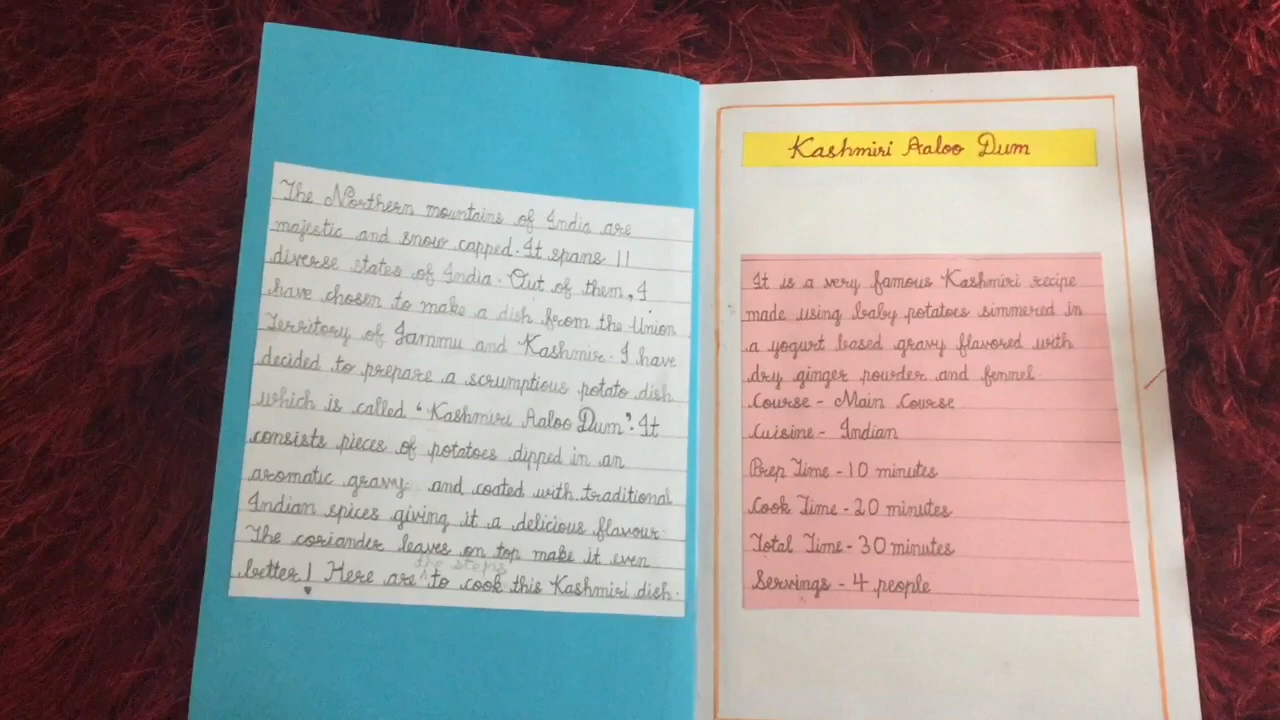 The Northern mountains of India are
majestic and snow capped. It spans 11
diverse states of India. Out of them, I
have chosen to make a dish from the Union
Territory of Jammu and Kashmir. I have
decided to prepare a scrumptious potato dish
which is called "Kashmiri Aaloo Dum". It
consists pieces of potatoes dipped in an
aromatic gravy and coated with traditional
Indian spices giving it a delicious flavour.
The coriander leaves on top make it even
the steps
better! Here are ^ to cook this Kashmiri dish.
Kashmiri Aaloo Dum
It is a very famous Kashmiri recipe
made using baby potatoes simmered in
a yogurt based gravy flavored with
dry ginger powder and fennel
Course - Main Course
Cuisine - Indian
Prep Time - 10 minutes
Cook Time - 20 minutes
Total Time - 30 minutes
Servings - 4 people